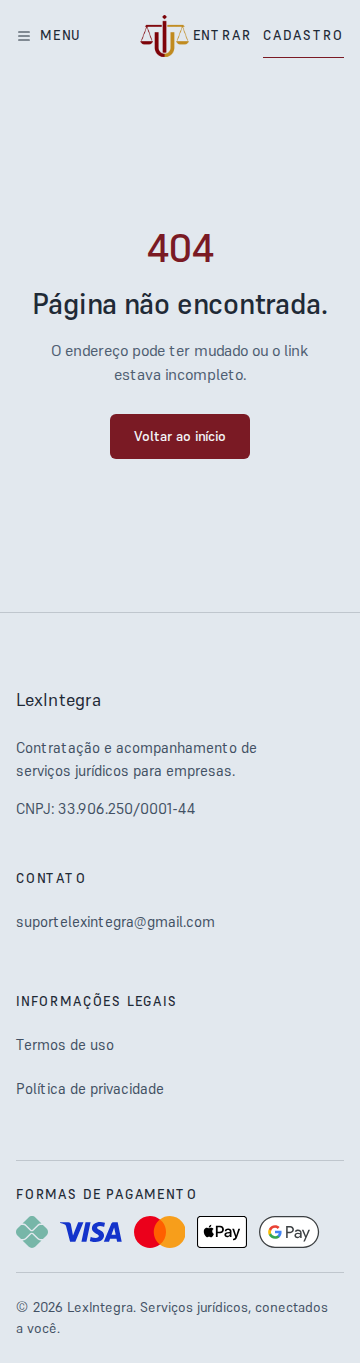 MENU
ENTRAR CADASTRO
404
Página não encontrada.
O endereço pode ter mudado ou o link
estava incompleto.
Voltar ao início
LexIntegra
Contratação e acompanhamento de
serviços jurídicos para empresas.
CNPJ: 33.906.250/0001-44
CONTATO
suportelexintegra@gmail.com
INFORMAÇÕES LEGAIS
Termos de uso
Política de privacidade
FORMAS DE PAGAMENTO
VISA Pay G Pay
© 2026 LexIntegra. Serviços jurídicos, conectados
a você.